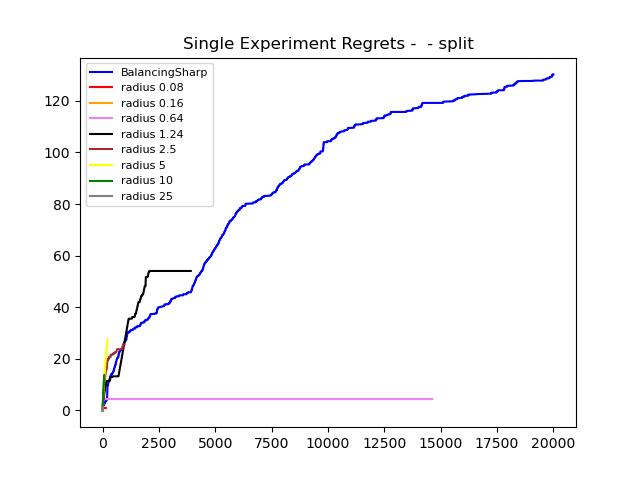 Single Experiment Regrets -  - split
BalancingSharp
radius 0.08
radius 0.16
radius 0.64
radius 1.24
radius 2.5
radius 5
radius 10
radius 25
120
100
80
60
40
20
0
0 2500 5000 7500 10000 12500 15000 17500 20000